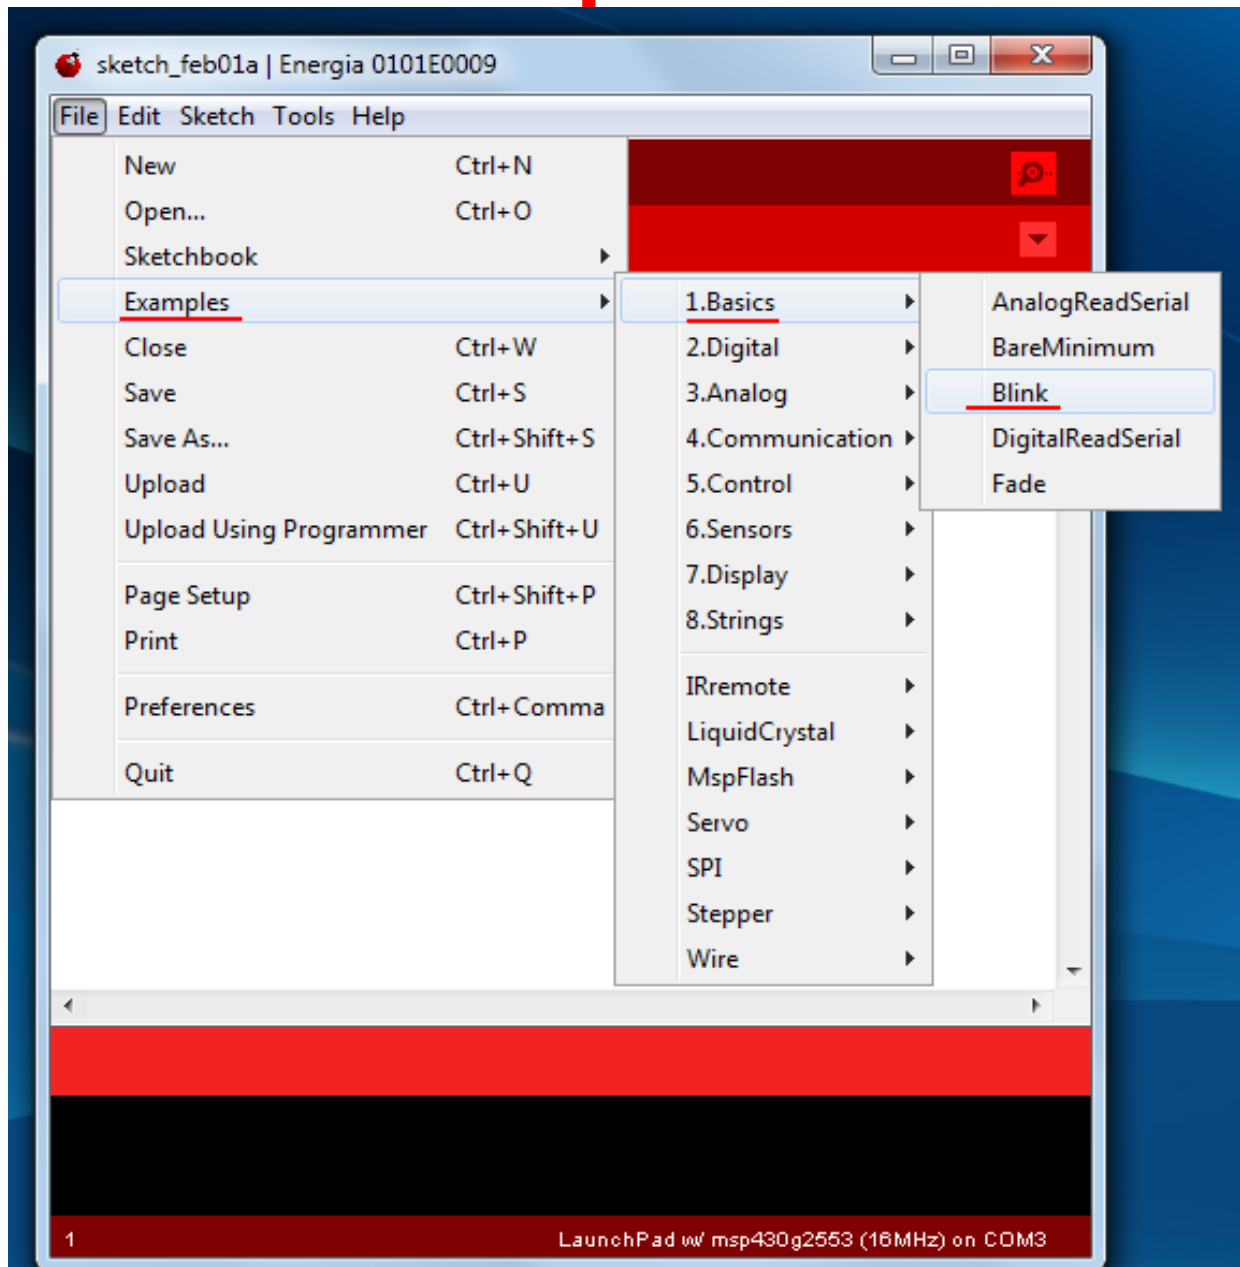 sketch_feb01a | Energia 0101E0009
File Edit Sketch Tools Help
New Ctrl+N
Open... Ctrl+O
Sketchbook
Examples
Close Ctrl+W
Save Ctrl+S
Save As... Ctrl+Shift+S
Upload Ctrl+U
Upload Using Programmer Ctrl+Shift+U
Page Setup Ctrl+Shift+P
Print Ctrl+P
Preferences Ctrl+Comma
Quit Ctrl+Q
1.Basics
2.Digital
3.Analog
4.Communication
5.Control
6.Sensors
7.Display
8.Strings
IRremote
LiquidCrystal
MspFlash
Servo
SPI
Stepper
Wire
AnalogReadSerial
BareMinimum
Blink
DigitalReadSerial
Fade
1 LaunchPad w/ msp430g2553 (16MHz) on COM3